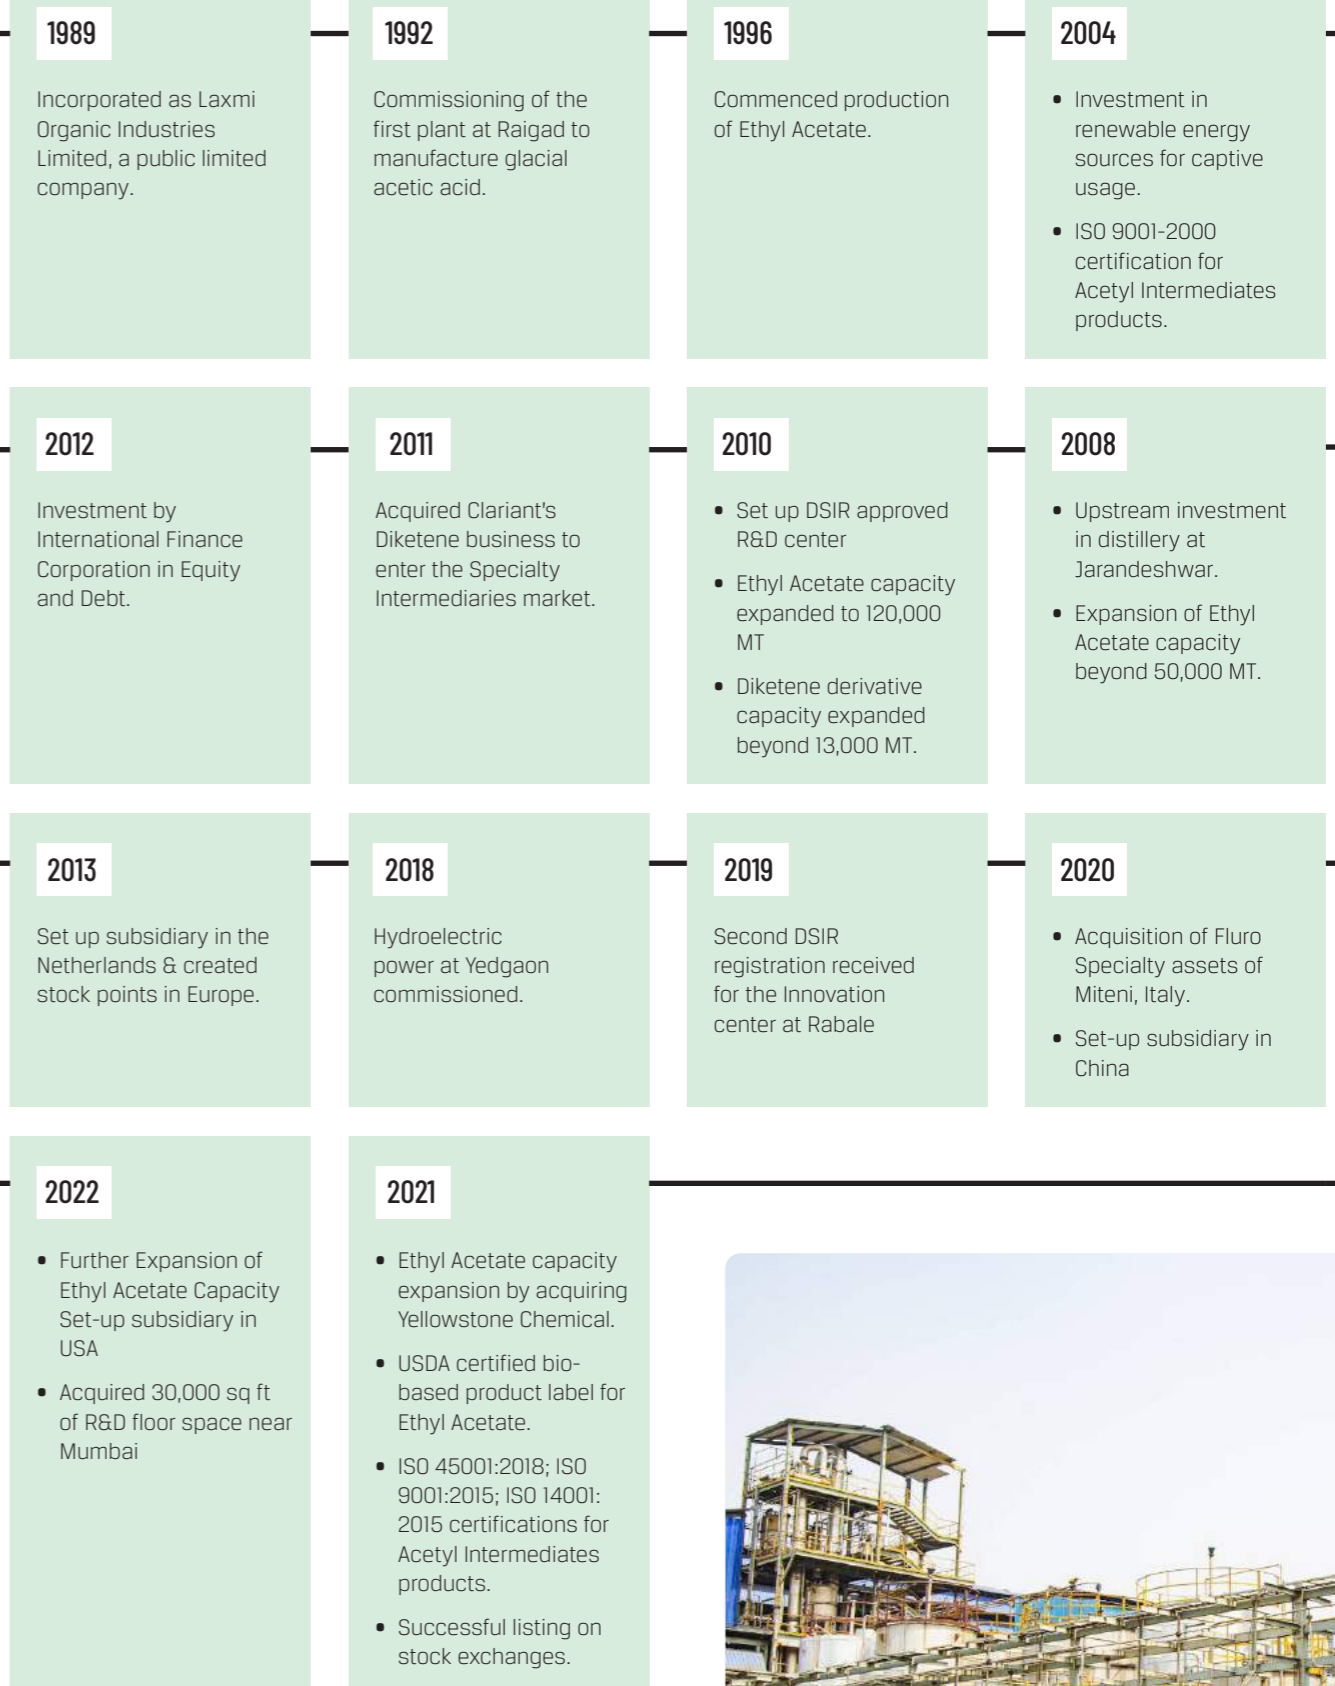 1989
Incorporated as Laxmi
Organic Industries
Limited, a public limited
company.
1992
Commissioning of the
first plant at Raigad to
manufacture glacial
acetic acid.
1996
Commenced production
of Ethyl Acetate.
2004
• Investment in
renewable energy
sources for captive
usage.
• ISO 9001-2000
certification for
Acetyl Intermediates
products.
2012
Investment by
International Finance
Corporation in Equity
and Debt.
2011
Acquired Clariant's
Diketene business to
enter the Specialty
Intermediaries market.
2010
• Set up DSIR approved
R&D center
• Ethyl Acetate capacity
expanded to 120,000
MT
• Diketene derivative
capacity expanded
beyond 13,000 MT.
2008
• Upstream investment
in distillery at
Jarandeshwar.
• Expansion of Ethyl
Acetate capacity
beyond 50,000 MT.
2013
Set up subsidiary in the
Netherlands & created
stock points in Europe.
2018
Hydroelectric
power at Yedgaon
commissioned.
2019
Second DSIR
registration received
for the Innovation
center at Rabale
2020
• Acquisition of Fluro
Specialty assets of
Miteni, Italy.
• Set-up subsidiary in
China
2022
• Further Expansion of
Ethyl Acetate Capacity
Set-up subsidiary in
USA
• Acquired 30,000 sq ft
of R&D floor space near
Mumbai
2021
• Ethyl Acetate capacity
expansion by acquiring
Yellowstone Chemical.
• USDA certified bio-
based product label for
Ethyl Acetate.
• ISO 45001:2018; ISO
9001:2015; ISO 14001:
2015 certifications for
Acetyl Intermediates
products.
• Successful listing on
stock exchanges.